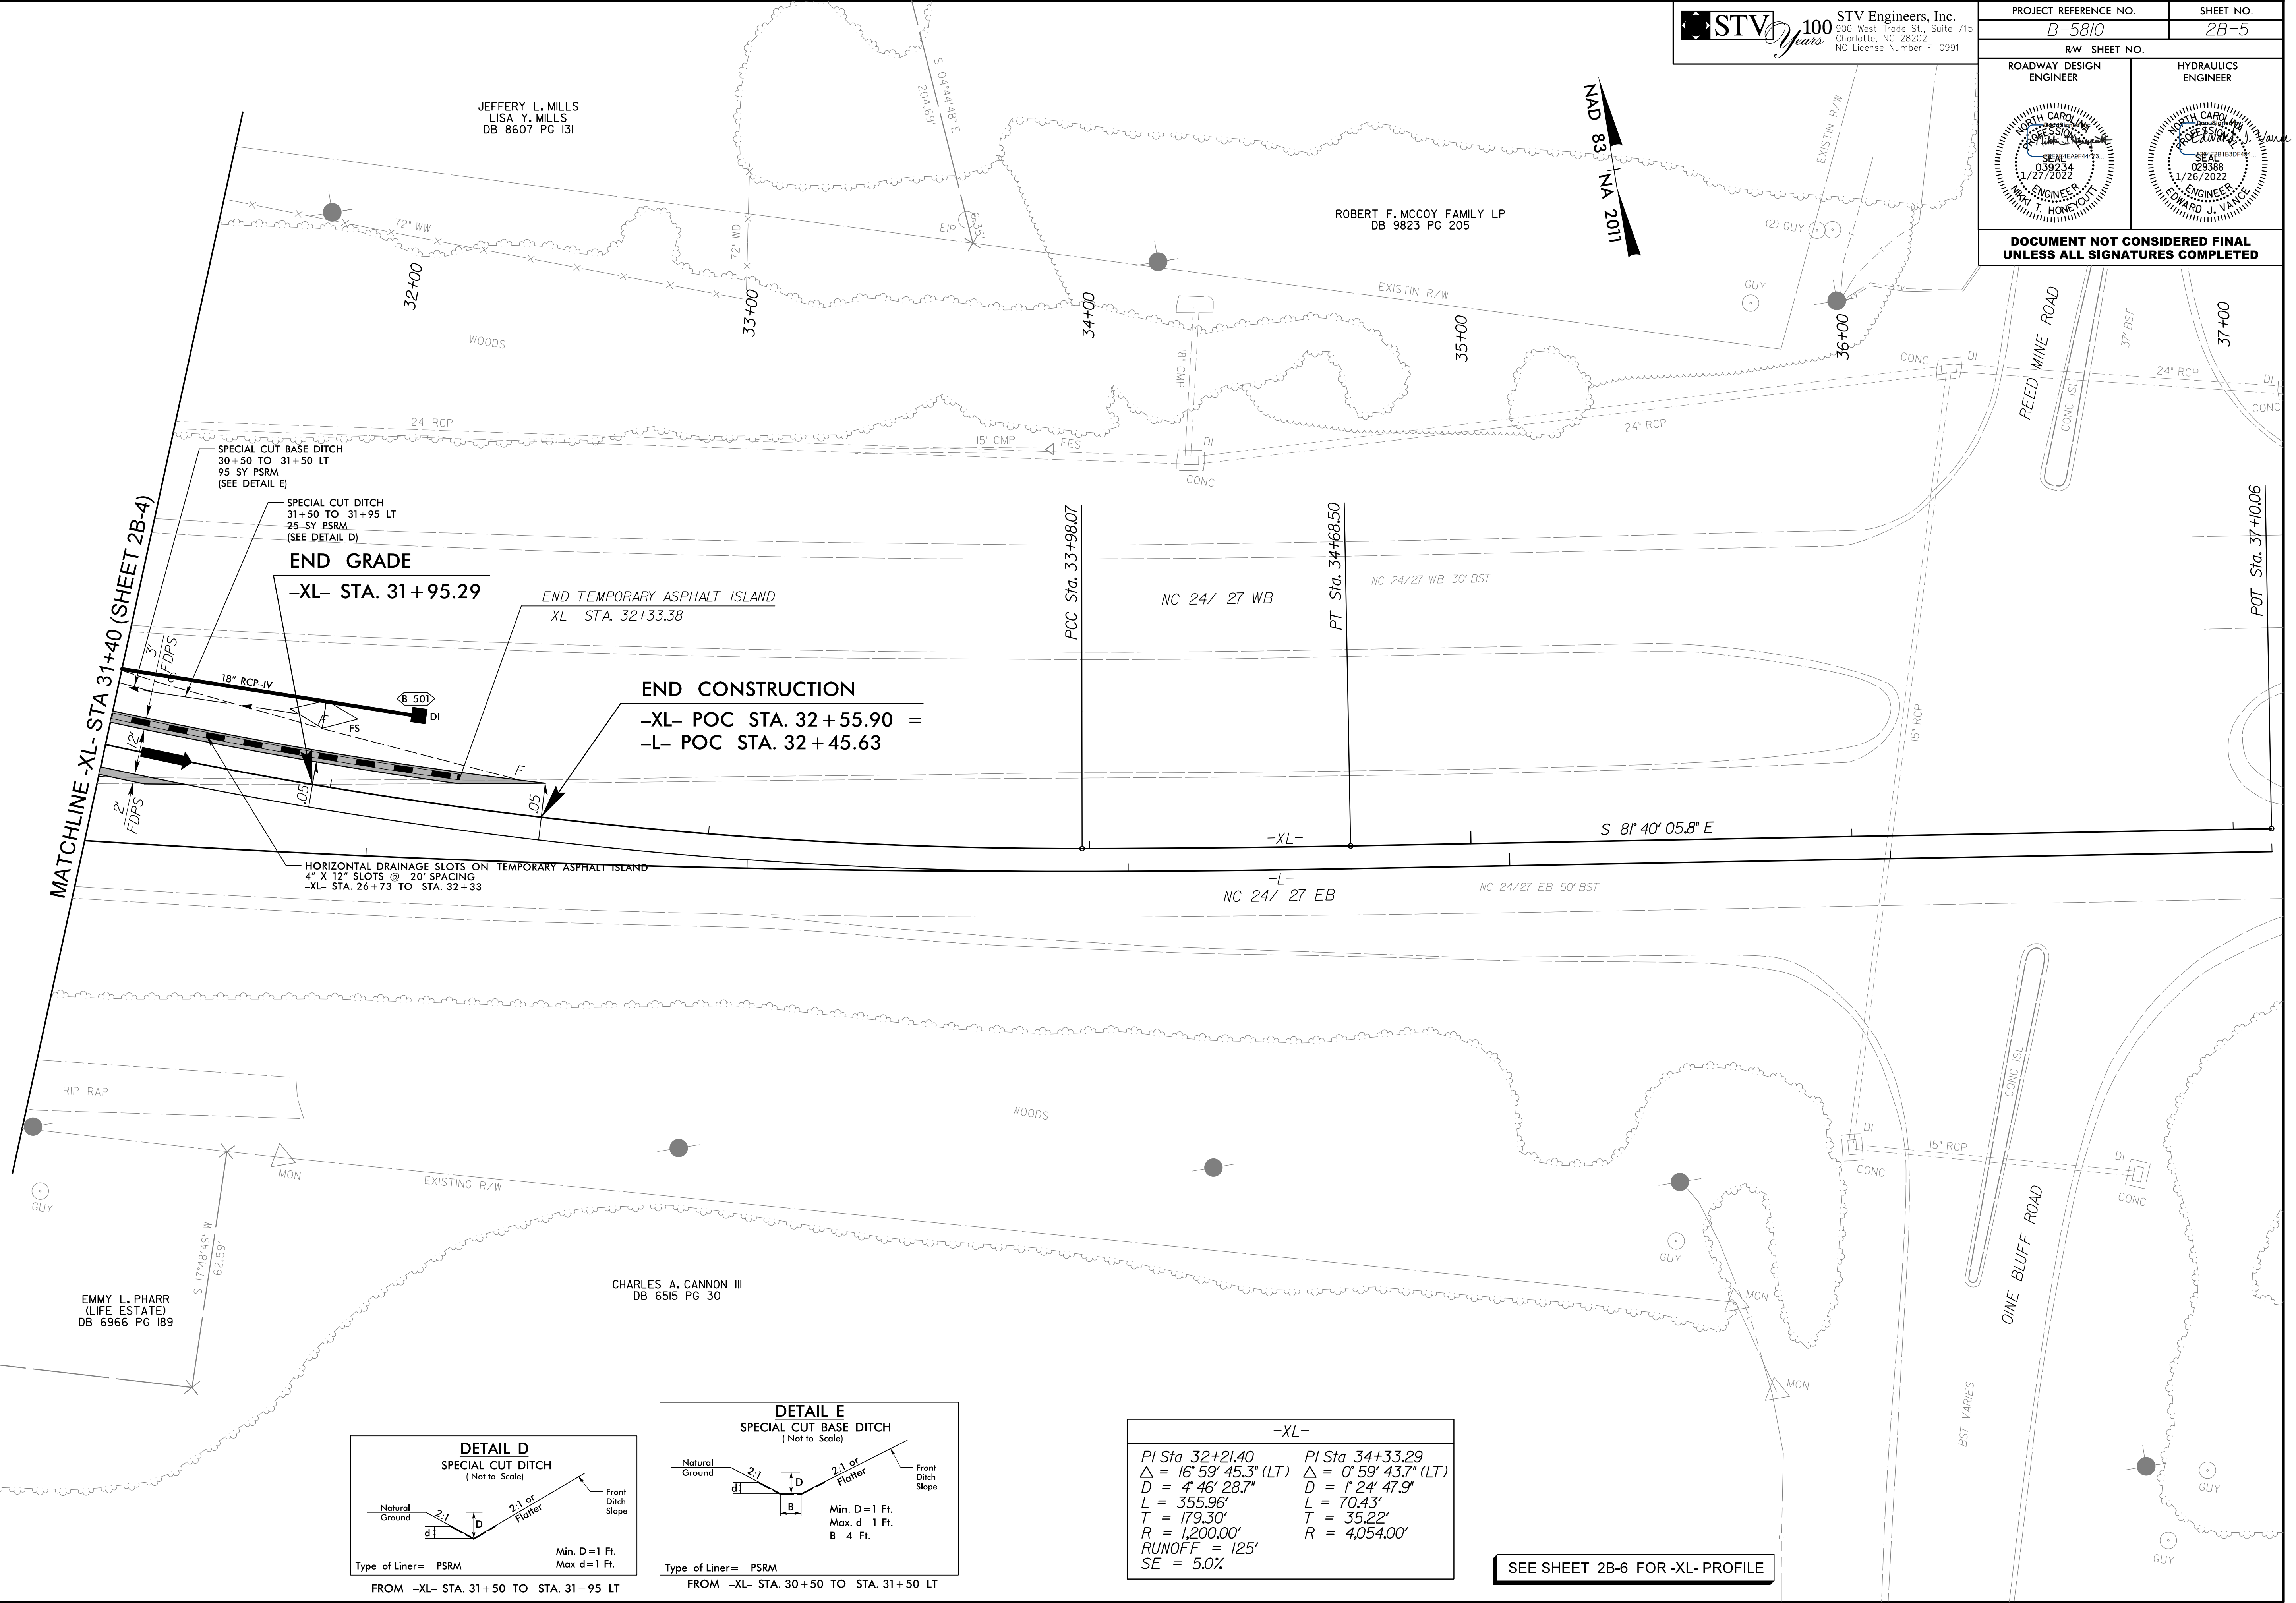 STV
100
Years
STV Engineers, Inc.
900 West Trade St., Suite 715
Charlotte, NC 28202
NC License Number F-0991
PROJECT REFERENCE NO.
SHEET NO.
B-5810
2B-5
R/W SHEET NO.
ROADWAY DESIGN
ENGINEER
HYDRAULICS
ENGINEER
NORTH CAROLINA
PROFESSIONAL
SEAL
039234
1/27/2022
ENGINEER
NIKKI T. HONEYCUTT
NORTH CAROLINA
PROFESSIONAL
SEAL
029388
1/26/2022
ENGINEER
EDWARD J. VANCE
DOCUMENT NOT CONSIDERED FINAL
UNLESS ALL SIGNATURES COMPLETED
JEFFERY L. MILLS
LISA Y. MILLS
DB 8607 PG 131
S 04°44'48" E
204.69'
NAD 83 / NA 2011
ROBERT F. MCCOY FAMILY LP
DB 9823 PG 205
EXISTIN R/W
(2) GUY
GUY
EIP
6.35'
72" WW
72" WD
EXISTIN R/W
32+00
33+00
34+00
35+00
36+00
37+00
WOODS
18" CMP
REED MINE ROAD
37' BST
CONC ISL
CONC
DI
24" RCP
DI
CONC
24" RCP
15" CMP
FES
DI
CONC
24" RCP
SPECIAL CUT BASE DITCH
30+50 TO 31+50 LT
95 SY PSRM
(SEE DETAIL E)
SPECIAL CUT DITCH
31+50 TO 31+95 LT
25 SY PSRM
(SEE DETAIL D)
END GRADE
-XL- STA. 31+95.29
END TEMPORARY ASPHALT ISLAND
-XL- STA. 32+33.38
PCC Sta. 33+98.07
PT Sta. 34+68.50
POT Sta. 37+10.06
NC 24/ 27 WB
NC 24/27 WB 30' BST
MATCHLINE -XL- STA 31+40 (SHEET 2B-4)
3'
FDPS
18" RCP-IV
B-501
DI
F
FS
12'
.05
F
.05
2'
FDPS
END CONSTRUCTION
-XL- POC STA. 32+55.90 =
-L- POC STA. 32+45.63
15" RCP
-XL-
S 81° 40' 05.8" E
HORIZONTAL DRAINAGE SLOTS ON TEMPORARY ASPHALT ISLAND
4" X 12" SLOTS @ 20' SPACING
-XL- STA. 26+73 TO STA. 32+33
-L-
NC 24/ 27 EB
NC 24/27 EB 50' BST
RIP RAP
WOODS
CONC ISL
DI
15" RCP
CONC
DI
CONC
MON
EXISTING R/W
GUY
GUY
S 17°48'49" W
62.59'
OINE BLUFF ROAD
EMMY L. PHARR
(LIFE ESTATE)
DB 6966 PG 189
CHARLES A. CANNON III
DB 6515 PG 30
MON
MON
BST VARIES
GUY
GUY
DETAIL D
SPECIAL CUT DITCH
( Not to Scale)
Natural
Ground
2:1
d
D
2:1 or
Flatter
Front
Ditch
Slope
Min. D=1 Ft.
Max d=1 Ft.
Type of Liner= PSRM
FROM -XL- STA. 31+50 TO STA. 31+95 LT
DETAIL E
SPECIAL CUT BASE DITCH
( Not to Scale)
Natural
Ground
2:1
d
D
B
2:1 or
Flatter
Front
Ditch
Slope
Min. D=1 Ft.
Max. d=1 Ft.
B=4 Ft.
Type of Liner= PSRM
FROM -XL- STA. 30+50 TO STA. 31+50 LT
-XL-
PI Sta 32+21.40 PI Sta 34+33.29
Δ = 16° 59' 45.3" (LT) Δ = 0° 59' 43.7" (LT)
D = 4° 46' 28.7" D = 1° 24' 47.9"
L = 355.96' L = 70.43'
T = 179.30' T = 35.22'
R = 1,200.00' R = 4,054.00'
RUNOFF = 125'
SE = 5.0%
SEE SHEET 2B-6 FOR -XL- PROFILE